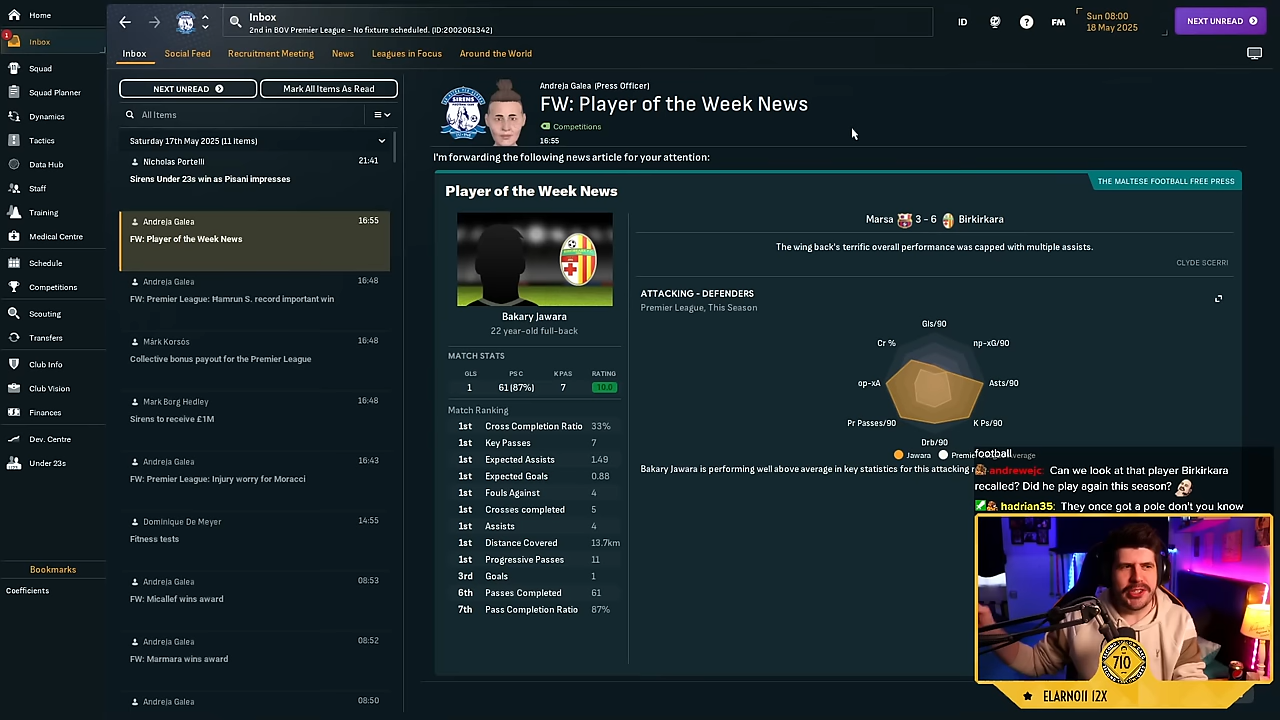 Home
Inbox
Squad
Squad Planner
Dynamics
Tactics
Data Hub
Staff
Training
Medical Centre
Schedule
Competitions
Scouting
Transfers
Club Info
Club Vision
Finances
Dev. Centre
Under 23s
Bookmarks
Coefficients
Inbox
2nd in BOV Premier League - No fixture scheduled. (ID:2002061342)
ID
FM
Sun 08:00
18 May 2025
NEXT UNREAD
Inbox
Social Feed
Recruitment Meeting
News
Leagues in Focus
Around the World
NEXT UNREAD
Mark All Items As Read
All Items
Saturday 17th May 2025 (11 items)
Nicholas Portelli 21:41
Sirens Under 23s win as Pisani impresses
Andreja Galea 16:55
FW: Player of the Week News
Andreja Galea 16:48
FW: Premier League: Hamrun S. record important win
Márk Korsós 16:48
Collective bonus payout for the Premier League
Mark Borg Hedley 16:48
Sirens to receive £1M
Andreja Galea 16:43
FW: Premier League: Injury worry for Moracci
Dominique De Meyer 14:55
Fitness tests
Andreja Galea 08:53
FW: Micallef wins award
Andreja Galea 08:52
FW: Marmara wins award
Andreja Galea 08:50
SIRENS
Andreja Galea (Press Officer)
FW: Player of the Week News
Competitions
16:55
I'm forwarding the following news article for your attention:
Player of the Week News
THE MALTESE FOOTBALL FREE PRESS
Bakary Jawara
22 year-old full-back
MATCH STATS
GLS PS C K PAS RATING
1 61(87%) 7 10.0
Match Ranking
1st Cross Completion Ratio 33%
1st Key Passes 7
1st Expected Assists 1.49
1st Expected Goals 0.88
1st Fouls Against 4
1st Crosses completed 5
1st Assists 4
1st Distance Covered 13.7km
1st Progressive Passes 11
3rd Goals 1
6th Passes Completed 61
7th Pass Completion Ratio 87%
Marsa 3 - 6 Birkirkara
The wing back's terrific overall performance was capped with multiple assists.
CLYDE SCERRI
ATTACKING - DEFENDERS
Premier League, This Season
Gls/90
np-xG/90
Asts/90
K Ps/90
Drb/90
Pr Passes/90
op-xA
Cr %
Jawara
Bakary Jawara is performing well above average in key statistics for this attacking
football
andrewejc: Can we look at that player Birkirkara
recalled? Did he play again this season?
hadrian35: They once got a pole don't you know
710
ELARNOII 12X